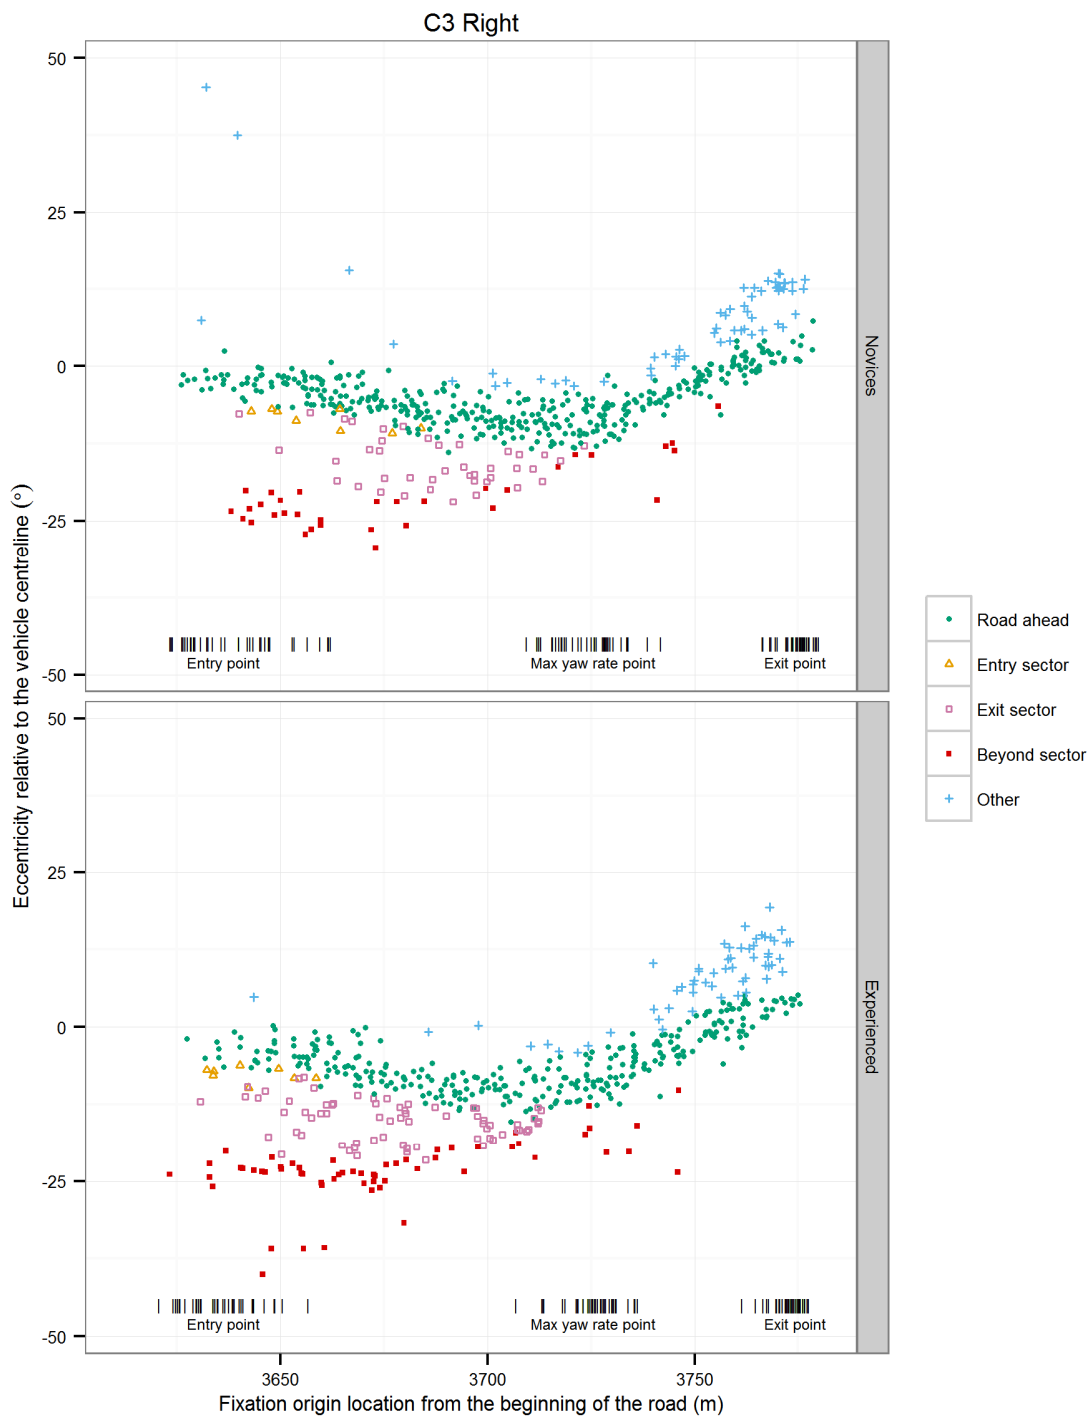 C3 Right
Eccentricity relative to the vehicle centreline (°)
50
25
0
-25
-50
Entry point
Max yaw rate point
Exit point
Novices
50
25
0
-25
-50
Entry point
Max yaw rate point
Exit point
Experienced
3650
3700
3750
Fixation origin location from the beginning of the road (m)
Road ahead
Entry sector
Exit sector
Beyond sector
Other